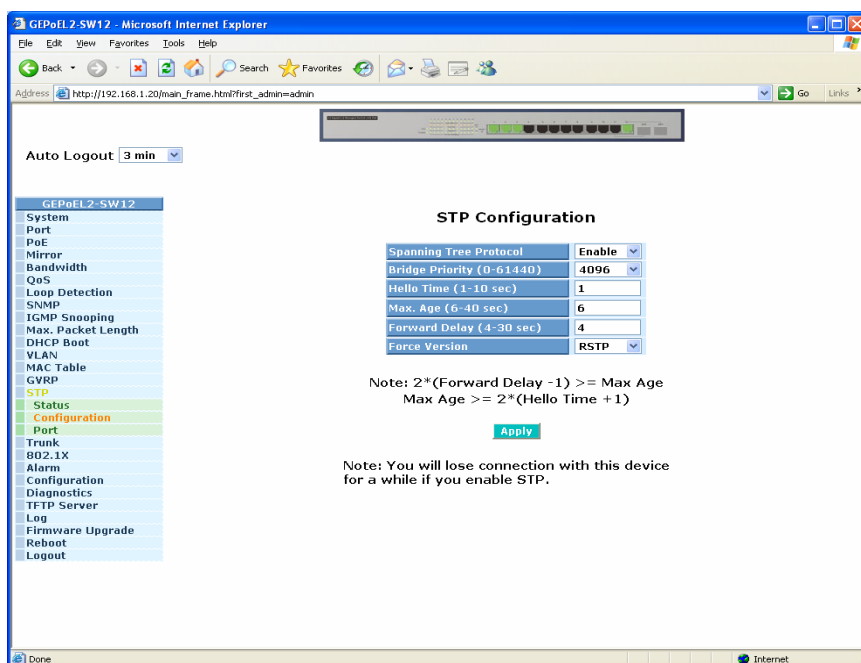 GEPoEL2-SW12 - Microsoft Internet Explorer
File Edit View Favorites Tools Help
Back Search Favorites
Address http://192.168.1.20/main_frame.html?first_admin=admin Go Links
Auto Logout 3 min
GEPoEL2-SW12
System
Port
PoE
Mirror
Bandwidth
QoS
Loop Detection
SNMP
IGMP Snooping
Max. Packet Length
DHCP Boot
VLAN
MAC Table
GVRP
STP
Status
Configuration
Port
Trunk
802.1X
Alarm
Configuration
Diagnostics
TFTP Server
Log
Firmware Upgrade
Reboot
Logout
STP Configuration
Spanning Tree Protocol Enable
Bridge Priority (0-61440) 4096
Hello Time (1-10 sec) 1
Max. Age (6-40 sec) 6
Forward Delay (4-30 sec) 4
Force Version RSTP
Note: 2*(Forward Delay -1) >= Max Age
Max Age >= 2*(Hello Time +1)
Apply
Note: You will lose connection with this device
for a while if you enable STP.
Done Internet